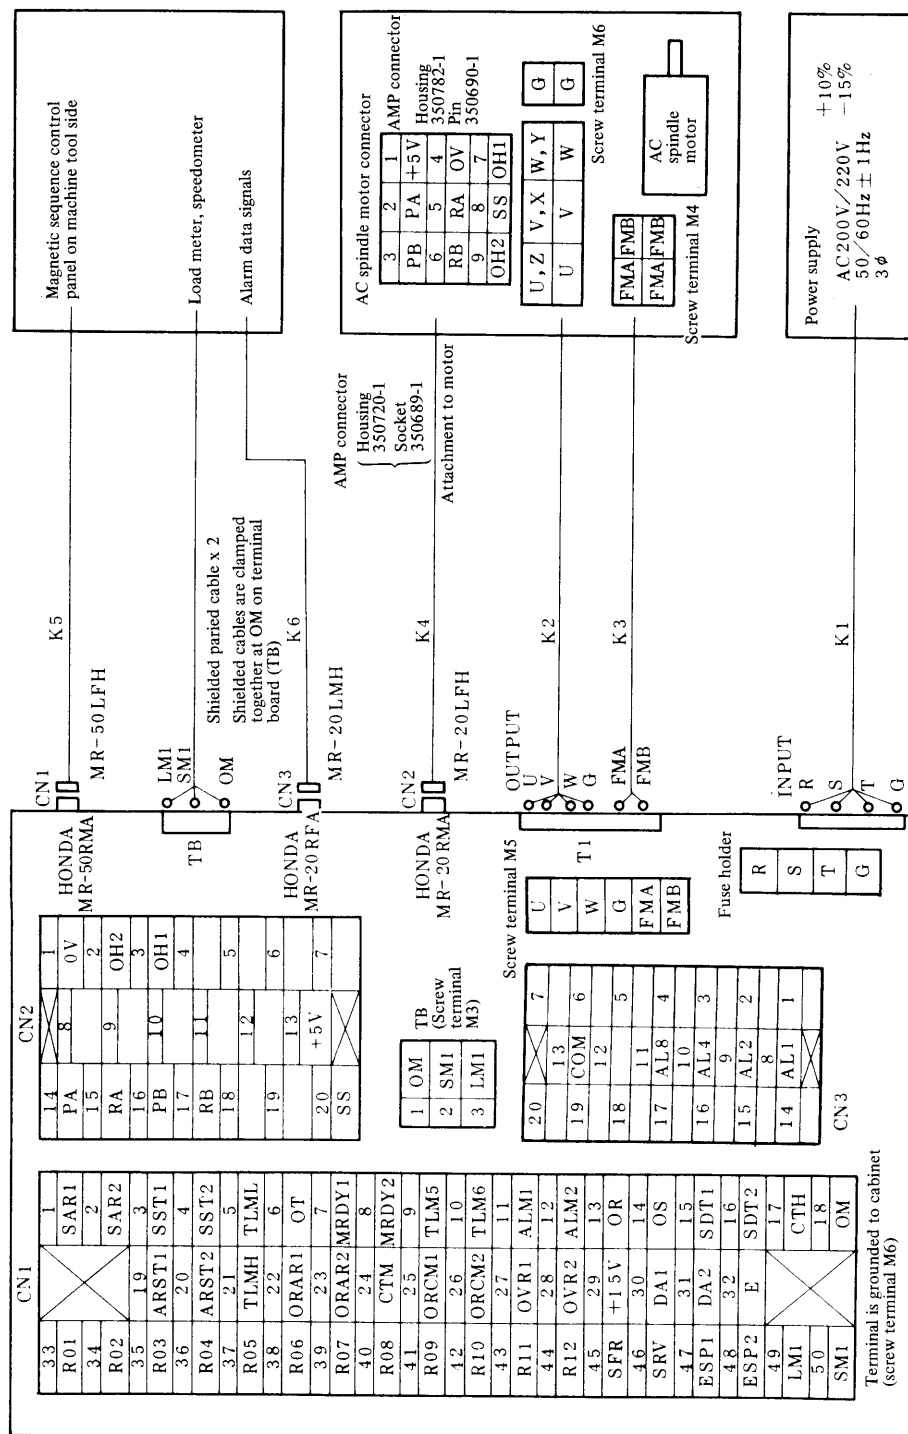 CN1
33
R01
34
R02
35
R03
36
R04
37
R05
38
R06
39
R07
40
R08
41
R09
42
R10
43
R11
44
R12
45
SFR
46
SRV
47
ESP1
48
ESP2
49
LM1
50
SM1
19
ARST1
20
ARST2
21
TLMH
22
ORAR1
23
ORAR2
24
CTM
25
ORCM1
26
ORCM2
27
OVR1
28
OVR2
29
+15V
30
DA1
31
DA2
32
E
1
SAR1
2
SAR2
3
SST1
4
SST2
5
TLML
6
OT
7
MRDY1
8
MRDY2
9
TLM5
10
TLM6
11
ALM1
12
ALM2
13
OR
14
OS
15
SDT1
16
SDT2
17
CTH
18
OM
Terminal is grounded to cabinet
(screw terminal M6)
CN2
14
PA
15
RA
16
PB
17
RB
18
19
20
SS
8
9
10
11
12
13
+5V
1
0V
2
OH2
3
OH1
4
5
6
7
1 OM
2 SM1
3 LM1
TB
(Screw
terminal
M3)
20
19
18
17
16
15
14
13
COM
12
11
AL8
10
AL4
9
AL2
8
AL1
7
6
5
4
3
2
1
CN3
Screw terminal M5
U
V
W
G
FMA
FMB
Fuse holder
R
S
T
G
HONDA
MR-50RMA
CN1
MR-50LFH
K5
Magnetic sequence control
panel on machine tool side
TB
LM1
SM1
OM
Shielded paried cable x 2
Shielded cables are clamped
together at OM on terminal
board (TB)
Load meter, speedometer
HONDA
MR-20RFA
CN3
MR-20LMH
K6
Alarm data signals
HONDA
MR-20RMA
CN2
MR-20LFH
K4
AMP connector
Housing
350720-1
Socket
350689-1
Attachment to motor
AC spindle motor connector
3 2 1
PB PA +5V
6 5 4
RB RA OV
9 8 7
OH2 SS OH1
AMP connector
Housing
350782-1
Pin
350690-1
T1
OUTPUT
U
V
W
G
K2
U,Z V,X W,Y G
U V W G
Screw terminal M6
FMA
FMB
K3
FMA FMB
FMA FMB
Screw terminal M4
AC
spindle
motor
INPUT
R
S
T
G
K1
Power supply
AC200V/220V +10% −15%
50/60Hz ± 1Hz
3φ